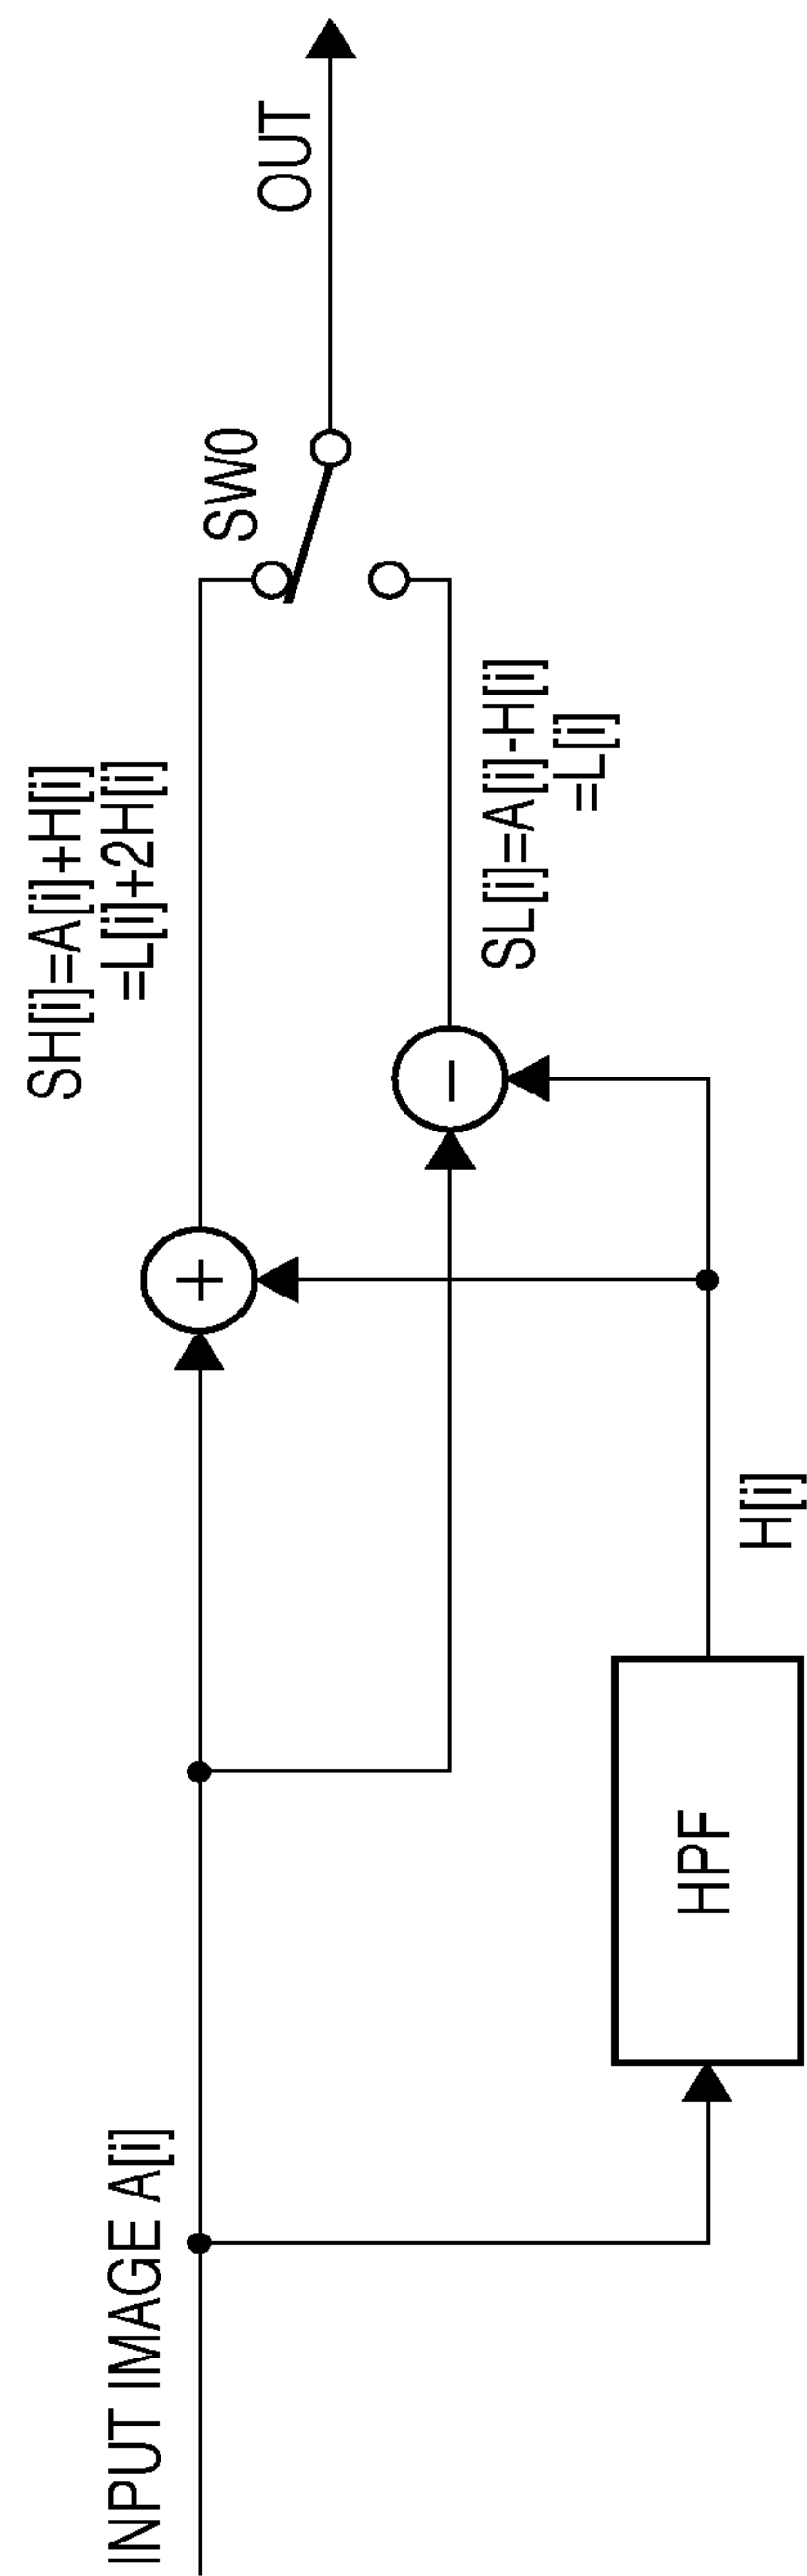 INPUT IMAGE A[i]
HPF
H[i]
+
−
SH[i]=A[i]+H[i]
=L[i]+2H[i]
SL[i]=A[i]-H[i]
=L[i]
SW0
OUT